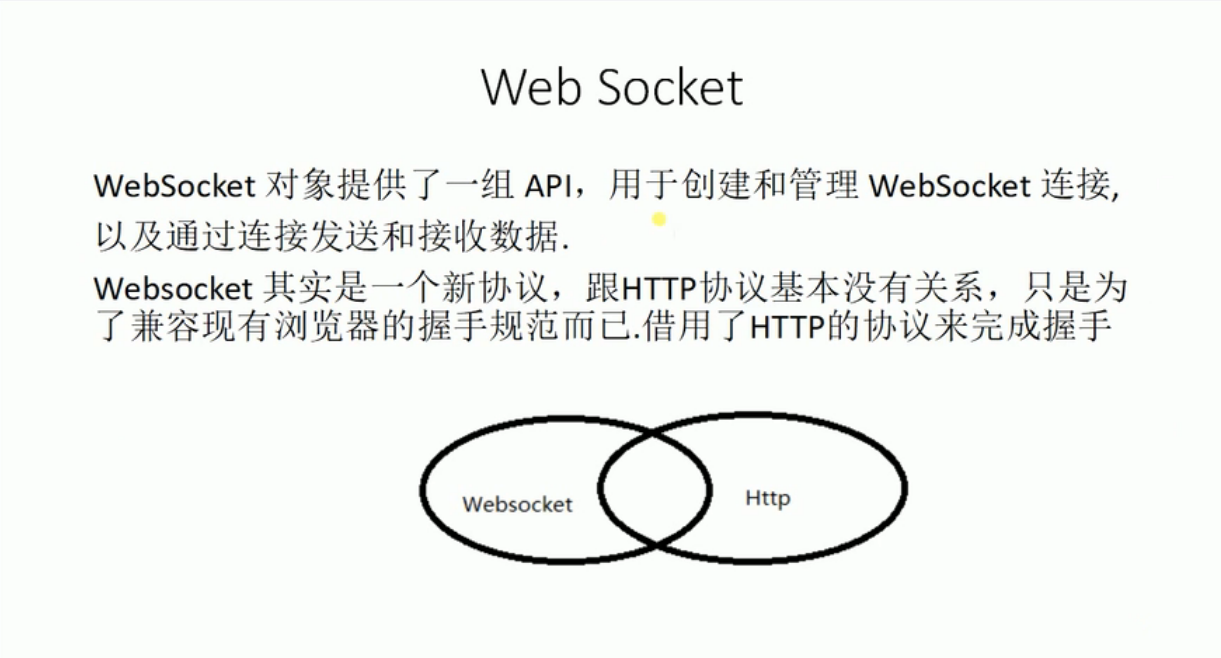 Web Socket
WebSocket 对象提供了一组 API，用于创建和管理 WebSocket 连接,
以及通过连接发送和接收数据.
Websocket 其实是一个新协议，跟HTTP协议基本没有关系，只是为
了兼容现有浏览器的握手规范而已.借用了HTTP的协议来完成握手
Websocket
Http